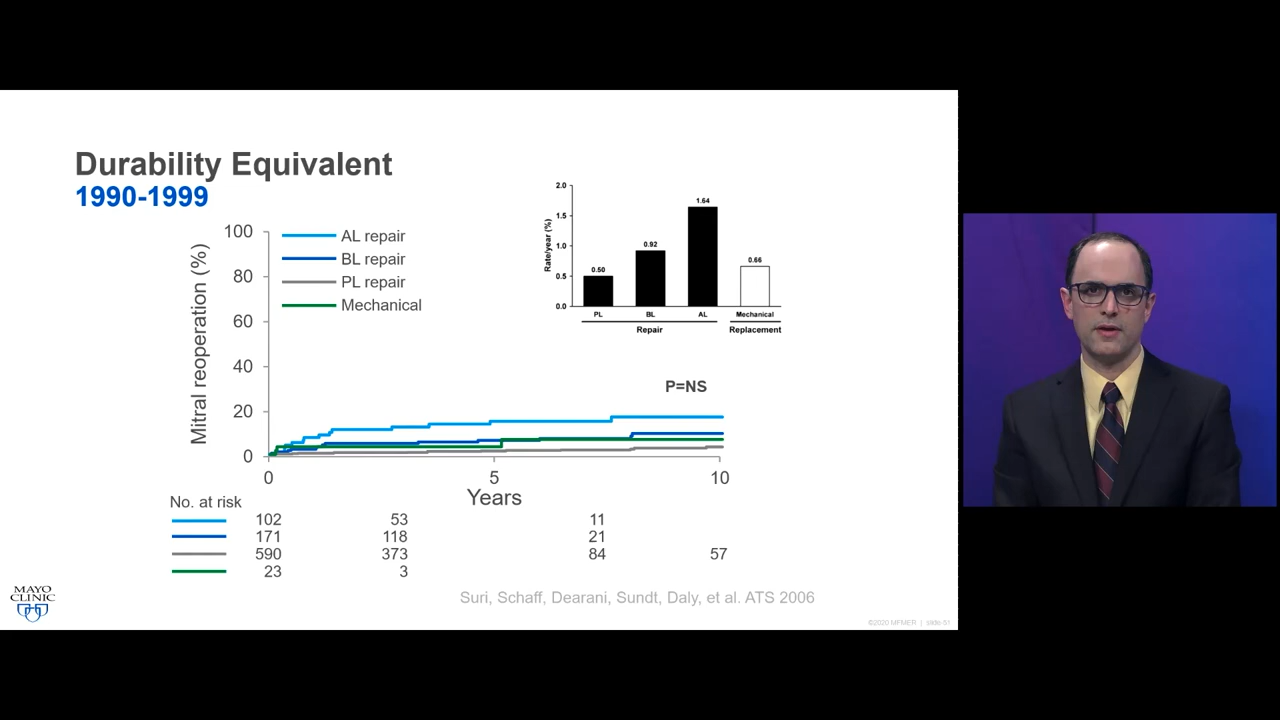 Durability Equivalent
1990-1999
Mitral reoperation (%)
100
80
60
40
20
0
AL repair
BL repair
PL repair
Mechanical
P=NS
0
5
10
Years
Rate/year (%)
2.0
1.5
1.0
0.5
0.0
0.50
0.92
1.64
0.66
PL
BL
AL
Mechanical
Repair
Replacement
No. at risk
102 53 11
171 118 21
590 373 84 57
23 3
Suri, Schaff, Dearani, Sundt, Daly, et al. ATS 2006
MAYO
CLINIC
©2020 MFMER | slide-51